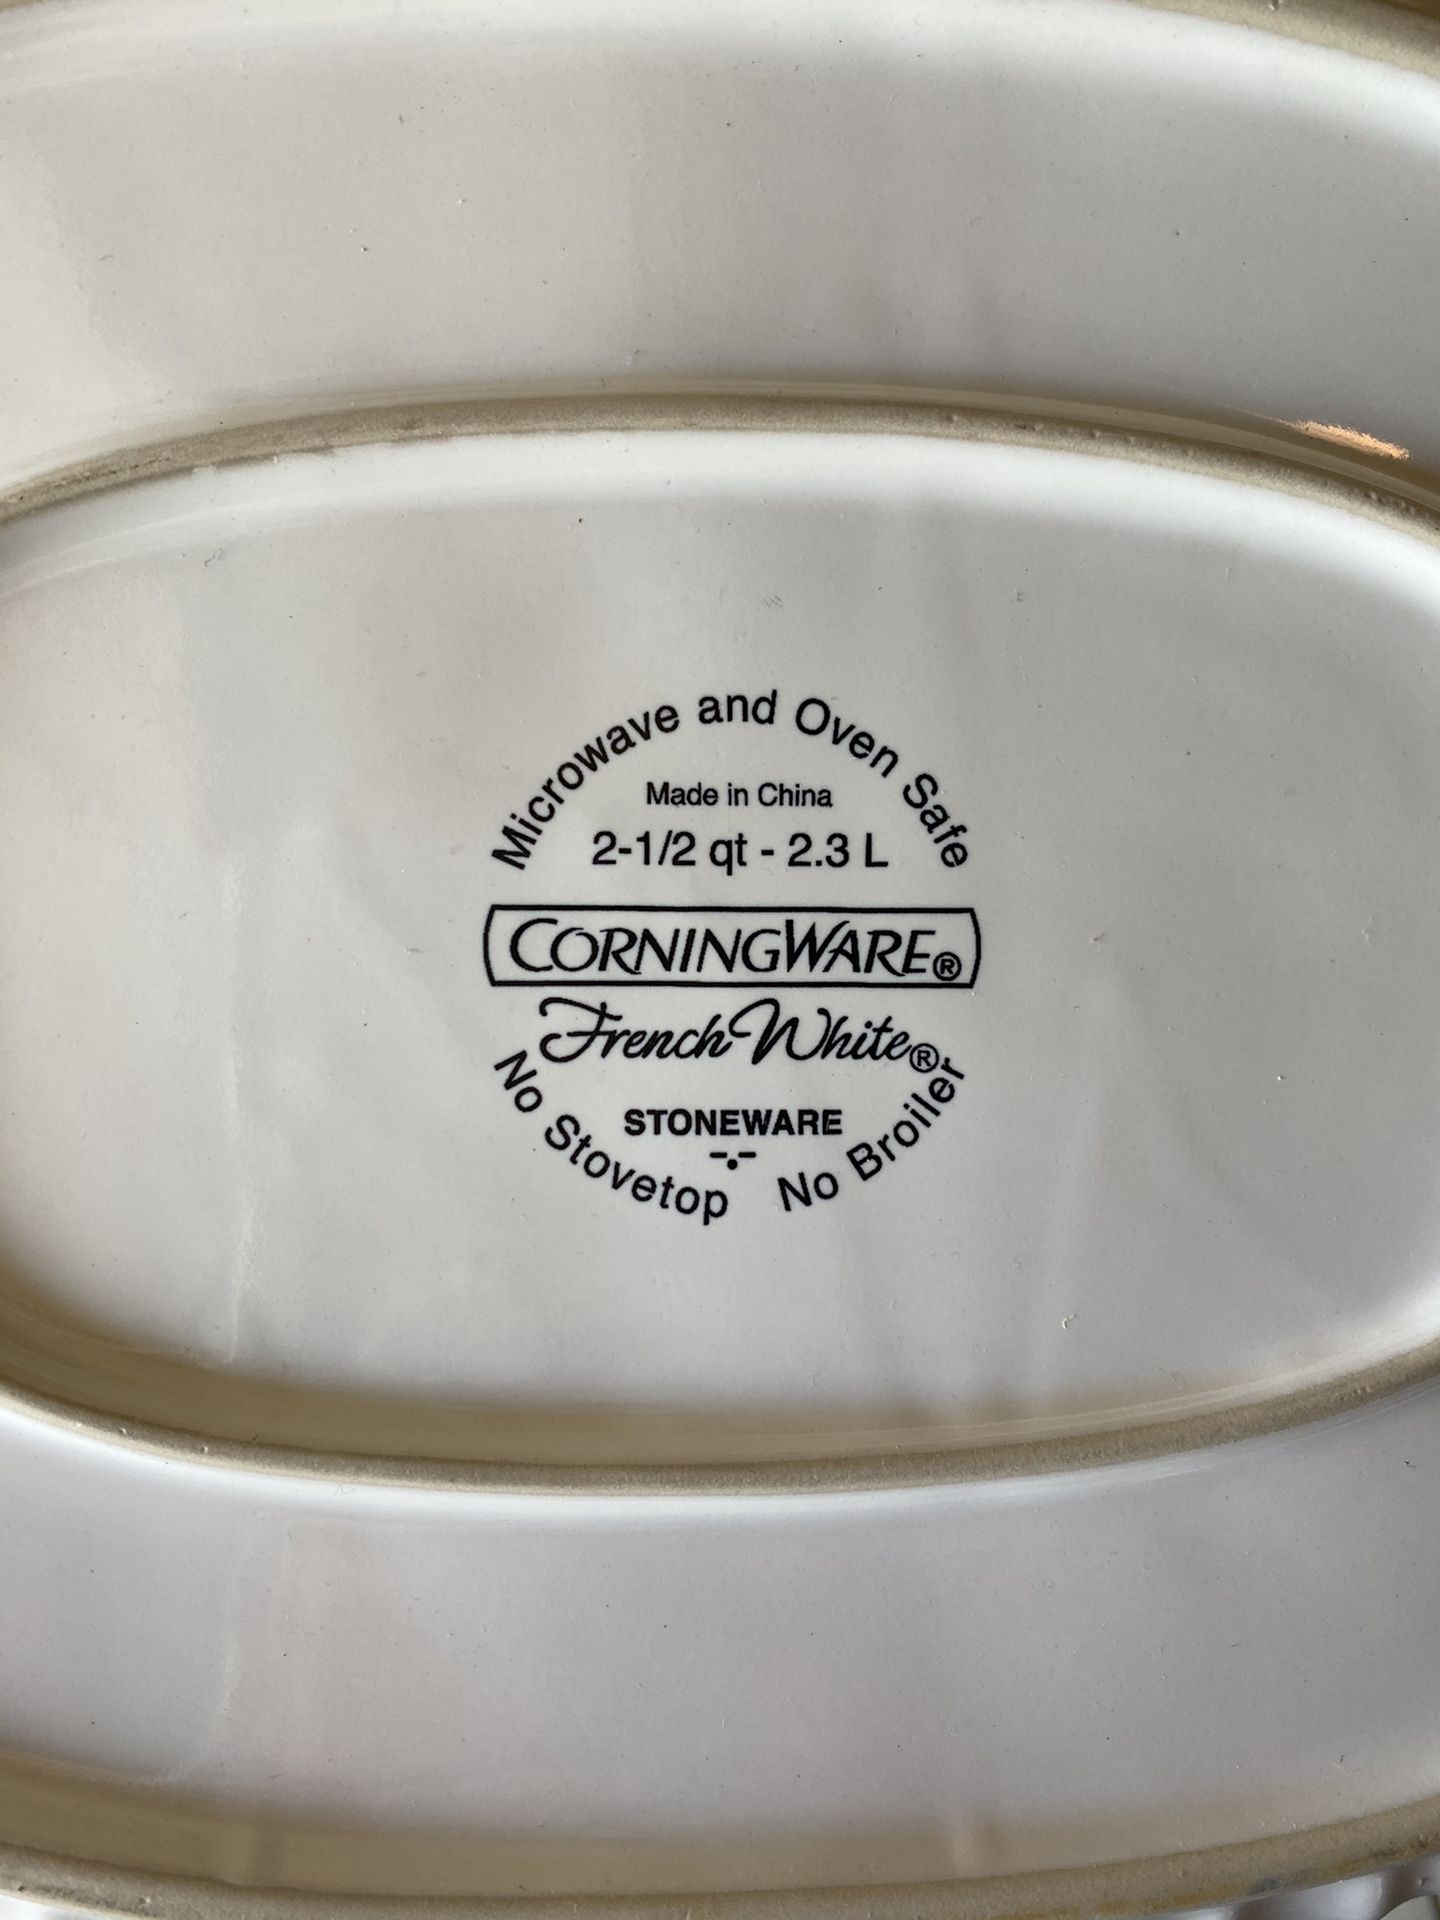 Microwave and Oven Safe
Made in China
2-1/2 qt - 2.3 L
CORNINGWARE®
French White®
STONEWARE
No Stovetop No Broiler